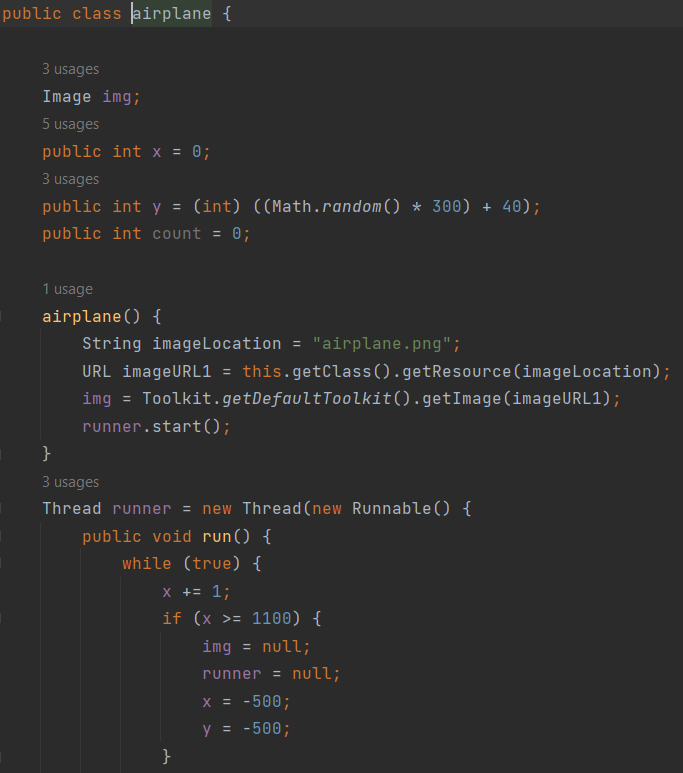 public class airplane {
3 usages
Image img;
5 usages
public int x = 0;
3 usages
public int y = (int) ((Math.random() * 300) + 40);
public int count = 0;
1 usage
airplane() {
String imageLocation = "airplane.png";
URL imageURL1 = this.getClass().getResource(imageLocation);
img = Toolkit.getDefaultToolkit().getImage(imageURL1);
runner.start();
}
3 usages
Thread runner = new Thread(new Runnable() {
public void run() {
while (true) {
x += 1;
if (x >= 1100) {
img = null;
runner = null;
x = -500;
y = -500;
}